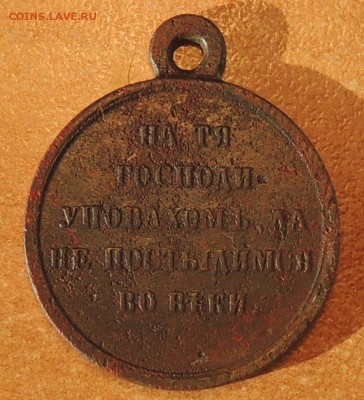 COINS.LAVE.RU
НА ТЯ
ГОСПОДИ
УПОВАХОМЪ, ДА
НЕ ПОСТЫДИМСЯ
ВО ВѢКИ.